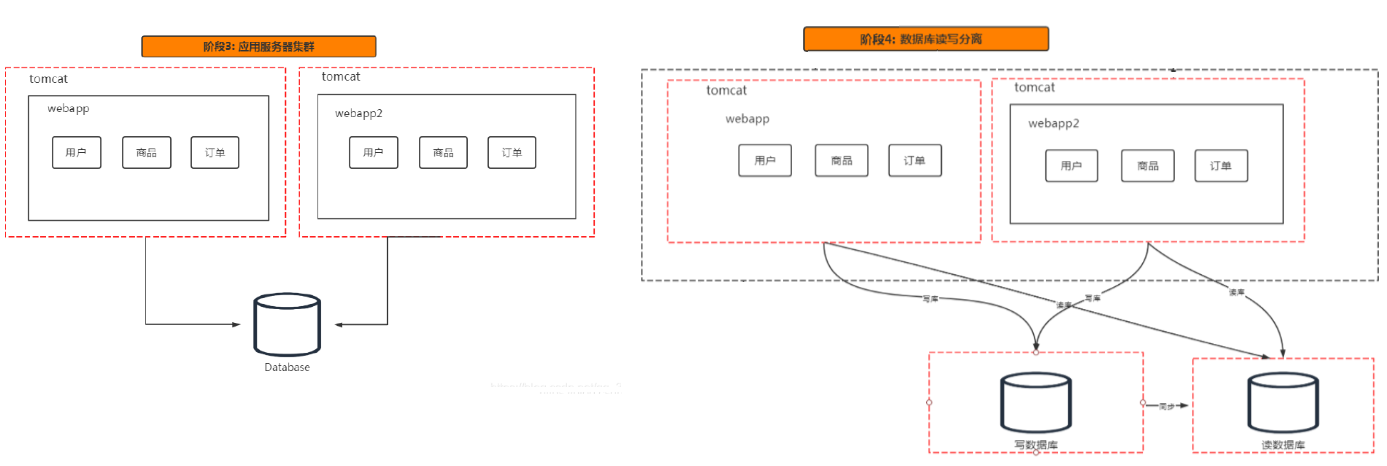 阶段3: 应用服务器集群
tomcat
webapp
用户
商品
订单
tomcat
webapp2
用户
商品
订单
Database
阶段4: 数据库读写分离
tomcat
webapp
用户
商品
订单
tomcat
webapp2
用户
商品
订单
写库
读库
写库
读库
写数据库
同步
读数据库